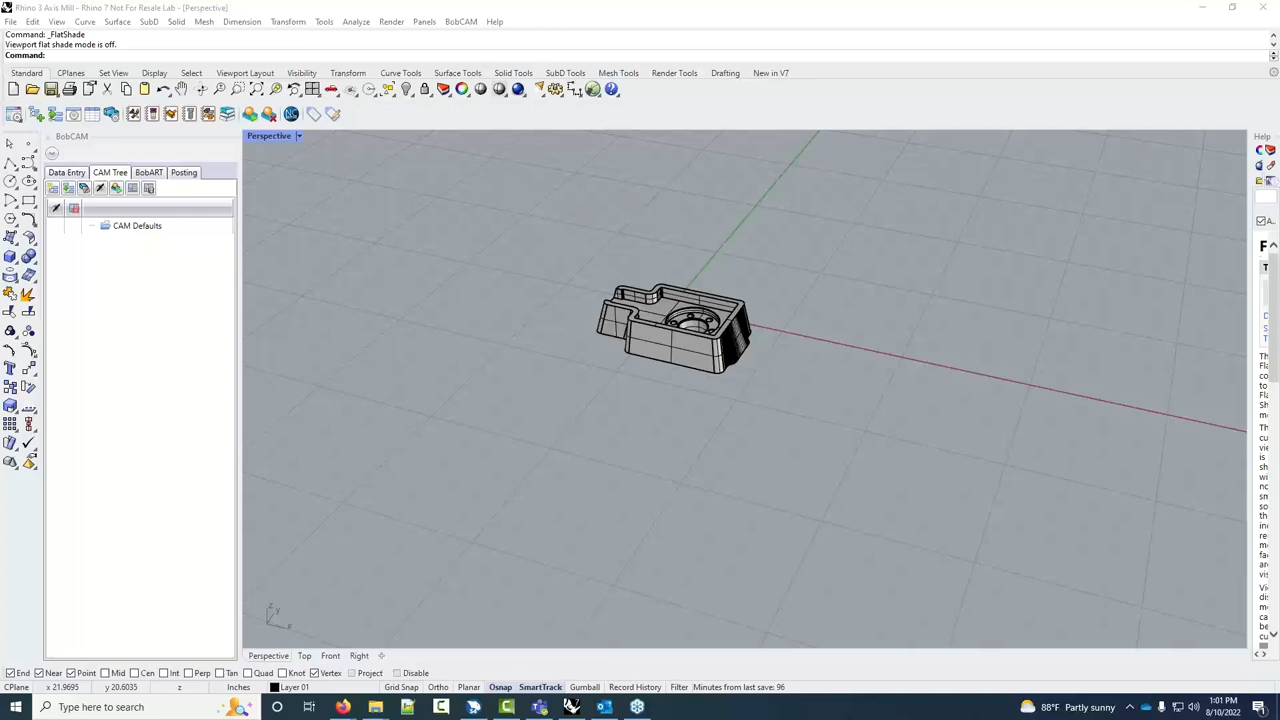 Rhino 3 Axis Mill - Rhino 7 Not For Resale Lab - [Perspective]
File Edit View Curve Surface SubD Solid Mesh Dimension Transform Tools Analyze Render Panels BobCAM Help
Command: _FlatShade
Viewport flat shade mode is off.
Command:
Standard CPlanes Set View Display Select Viewport Layout Visibility Transform Curve Tools Surface Tools Solid Tools SubD Tools Mesh Tools Render Tools Drafting New in V7
BobCAM
Perspective
Help
Data Entry CAM Tree BobART Posting
CAM Defaults
z y
x
Perspective Top Front Right
End Near Point Mid Cen Int Perp Tan Quad Knot Vertex Project Disable
CPlane x 21.9695 y 20.6035 z Inches Layer 01 Grid Snap Ortho Planar Osnap SmartTrack Gumball Record History Filter Minutes from last save: 96
Type here to search
88°F Partly sunny
1:01 PM
8/10/2022